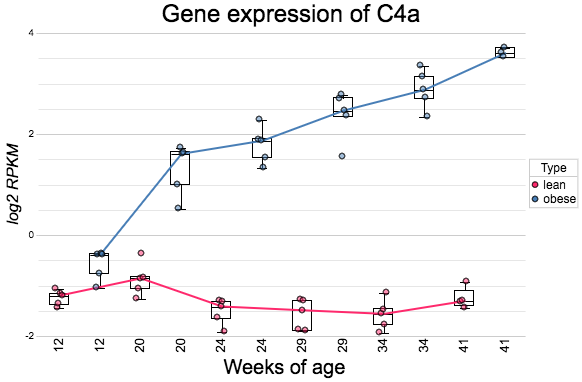 Gene expression of C4a
4
2
0
-2
log2 RPKM
12 12 20 20 24 24 29 29 34 34 41 41
Weeks of age
Type
lean
obese